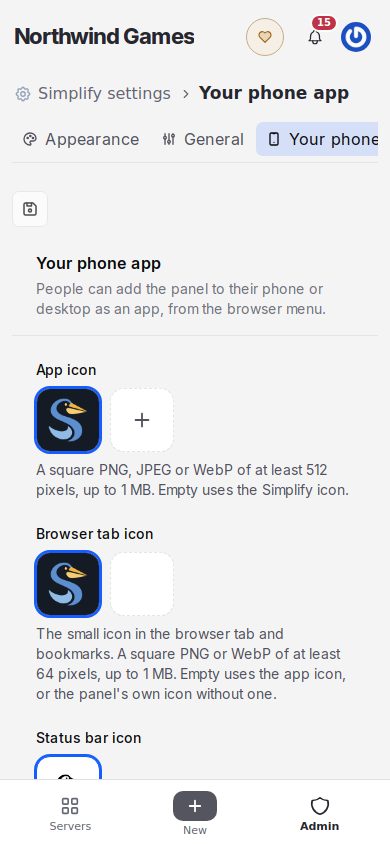 Northwind Games
15
Simplify settings > Your phone app
Appearance
General
Your phone
Your phone app
People can add the panel to their phone or
desktop as an app, from the browser menu.
App icon
A square PNG, JPEG or WebP of at least 512
pixels, up to 1 MB. Empty uses the Simplify icon.
Browser tab icon
The small icon in the browser tab and
bookmarks. A square PNG or WebP of at least
64 pixels, up to 1 MB. Empty uses the app icon,
or the panel's own icon without one.
Status bar icon
Servers
New
Admin